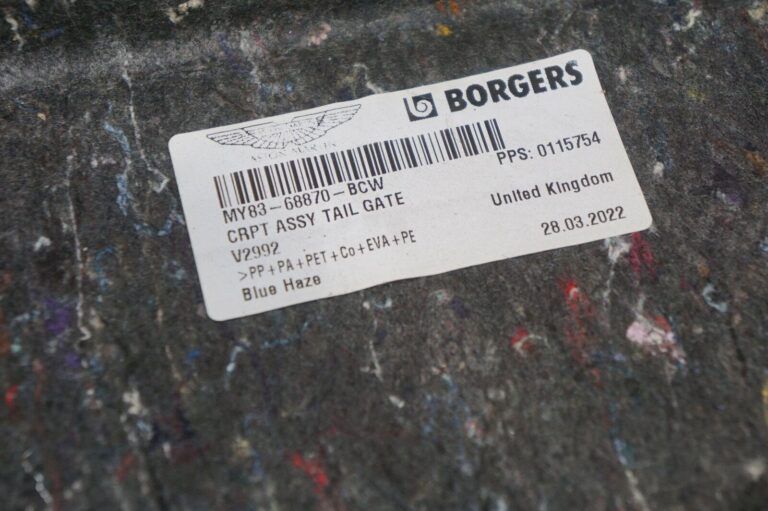 ASTON MARTIN
BORGERS
MY83-68870-BCW
PPS: 0115754
CRPT ASSY TAIL GATE
United Kingdom
V2992
28.03.2022
>PP+PA+PET+Co+EVA+PE
Blue Haze